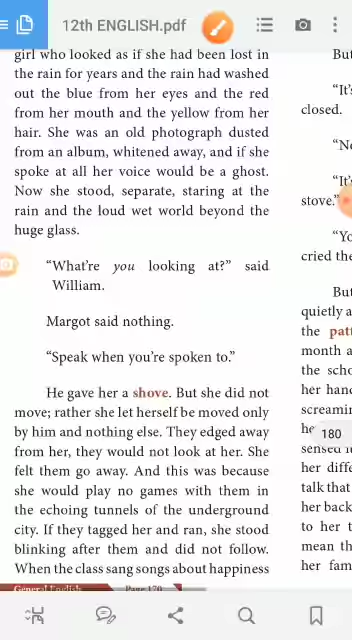 12th ENGLISH.pdf
girl who looked as if she had been lost in
the rain for years and the rain had washed
out the blue from her eyes and the red
from her mouth and the yellow from her
hair. She was an old photograph dusted
from an album, whitened away, and if she
spoke at all her voice would be a ghost.
Now she stood, separate, staring at the
rain and the loud wet world beyond the
huge glass.
“What’re you looking at?” said
William.
Margot said nothing.
“Speak when you’re spoken to.”
He gave her a shove. But she did not
move; rather she let herself be moved only
by him and nothing else. They edged away
from her, they would not look at her. She
felt them go away. And this was because
she would play no games with them in
the echoing tunnels of the underground
city. If they tagged her and ran, she stood
blinking after them and did not follow.
When the class sang songs about happiness
General English Page 170
But
“It’s
closed.
“It’s
stove.”
cried the
But
quietly a
the
month a
the
her
he
her
talk that
her back
to her t
mean th
her fam
180